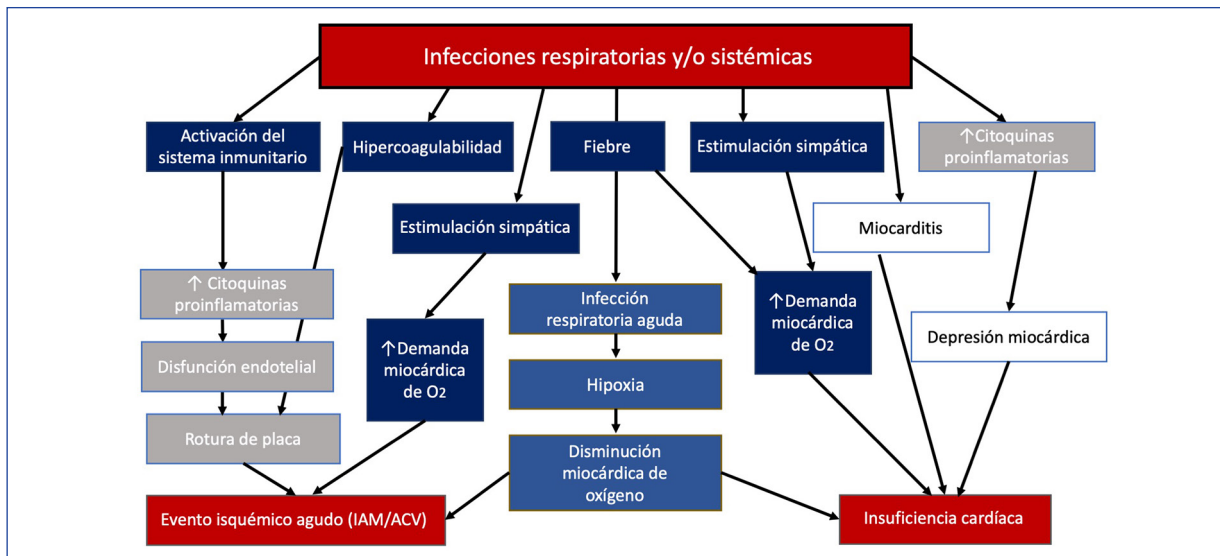 Infecciones respiratorias y/o sistémicas
Activación del
sistema inmunitario
Hipercoagulabilidad
Fiebre
Estimulación simpática
↑Citoquinas
proinflamatorias
Estimulación simpática
Miocarditis
↑ Citoquinas
proinflamatorias
Infección
respiratoria aguda
↑Demanda
miocárdica
de O2
Depresión miocárdica
↑Demanda
miocárdica
de O2
Disfunción endotelial
Hipoxia
Rotura de placa
Disminución
miocárdica de
oxígeno
Evento isquémico agudo (IAM/ACV)
Insuficiencia cardíaca